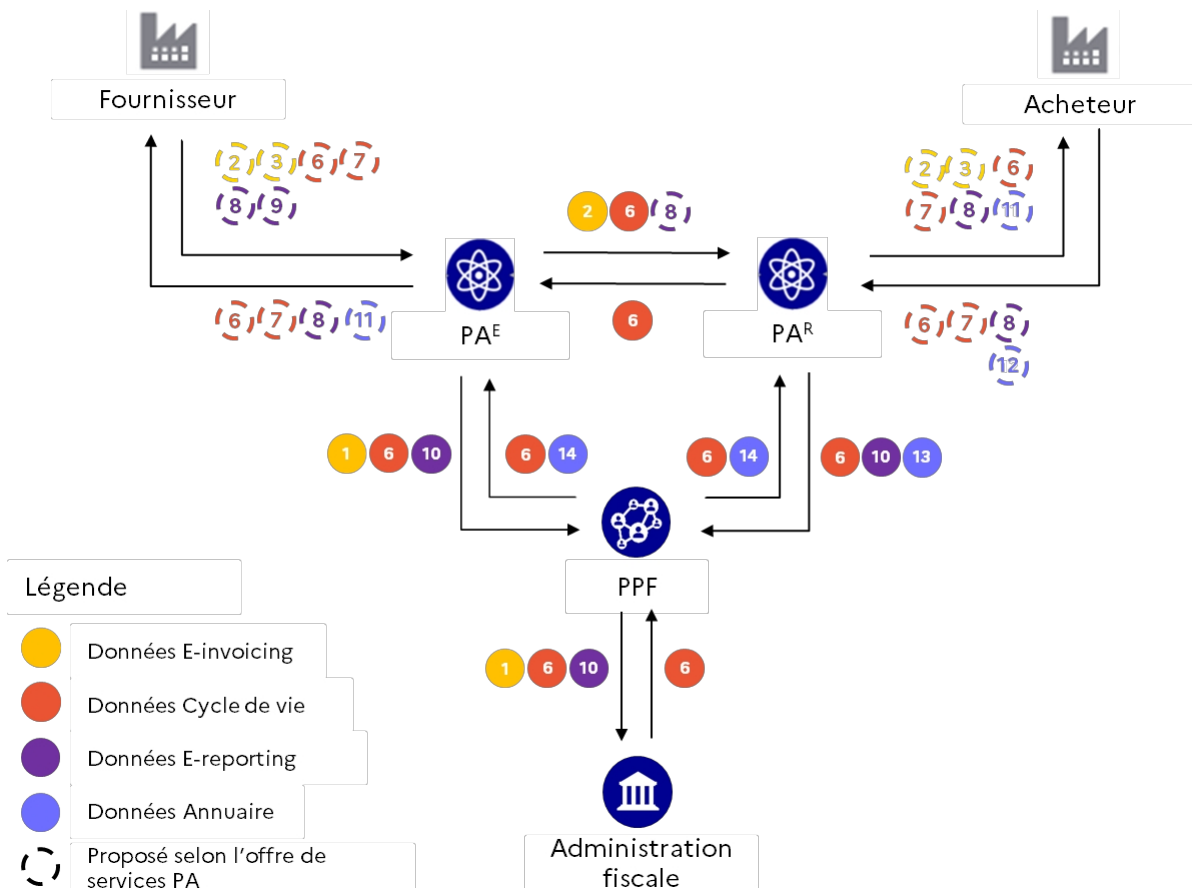 Fournisseur
Acheteur
2 3 6 7
8 9
2 3 6
7 8 11
2 6 8
6 7 8 11
6
6 7 8
12
PAᴱ
PAᴿ
1 6 10
6 14
6 14
6 10 13
PPF
1 6 10
6
Légende
Données E-invoicing
Données Cycle de vie
Données E-reporting
Données Annuaire
Proposé selon l’offre de
services PA
Administration
fiscale